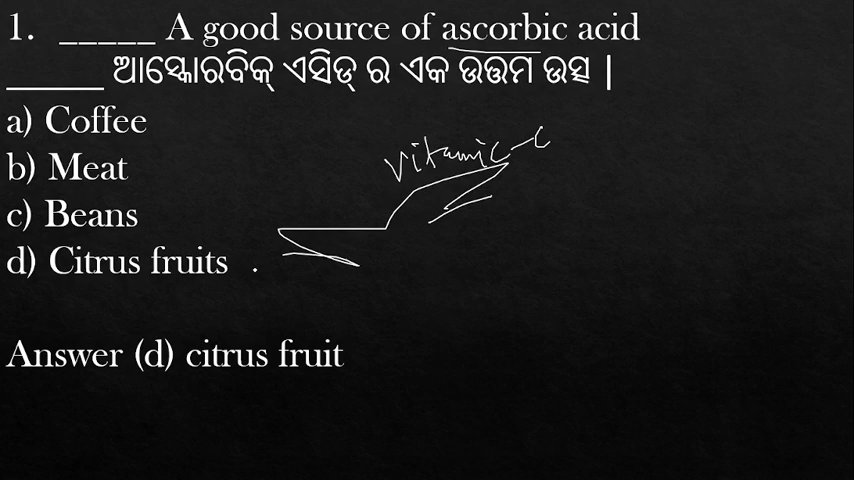 1. _____ A good source of ascorbic acid
_____ ଆସ୍କୋରବିକ୍ ଏସିଡ୍ ର ଏକ ଉତ୍ତମ ଉତ୍ସ |
a) Coffee
vitamic-c
b) Meat
c) Beans
d) Citrus fruits .
Answer (d) citrus fruit